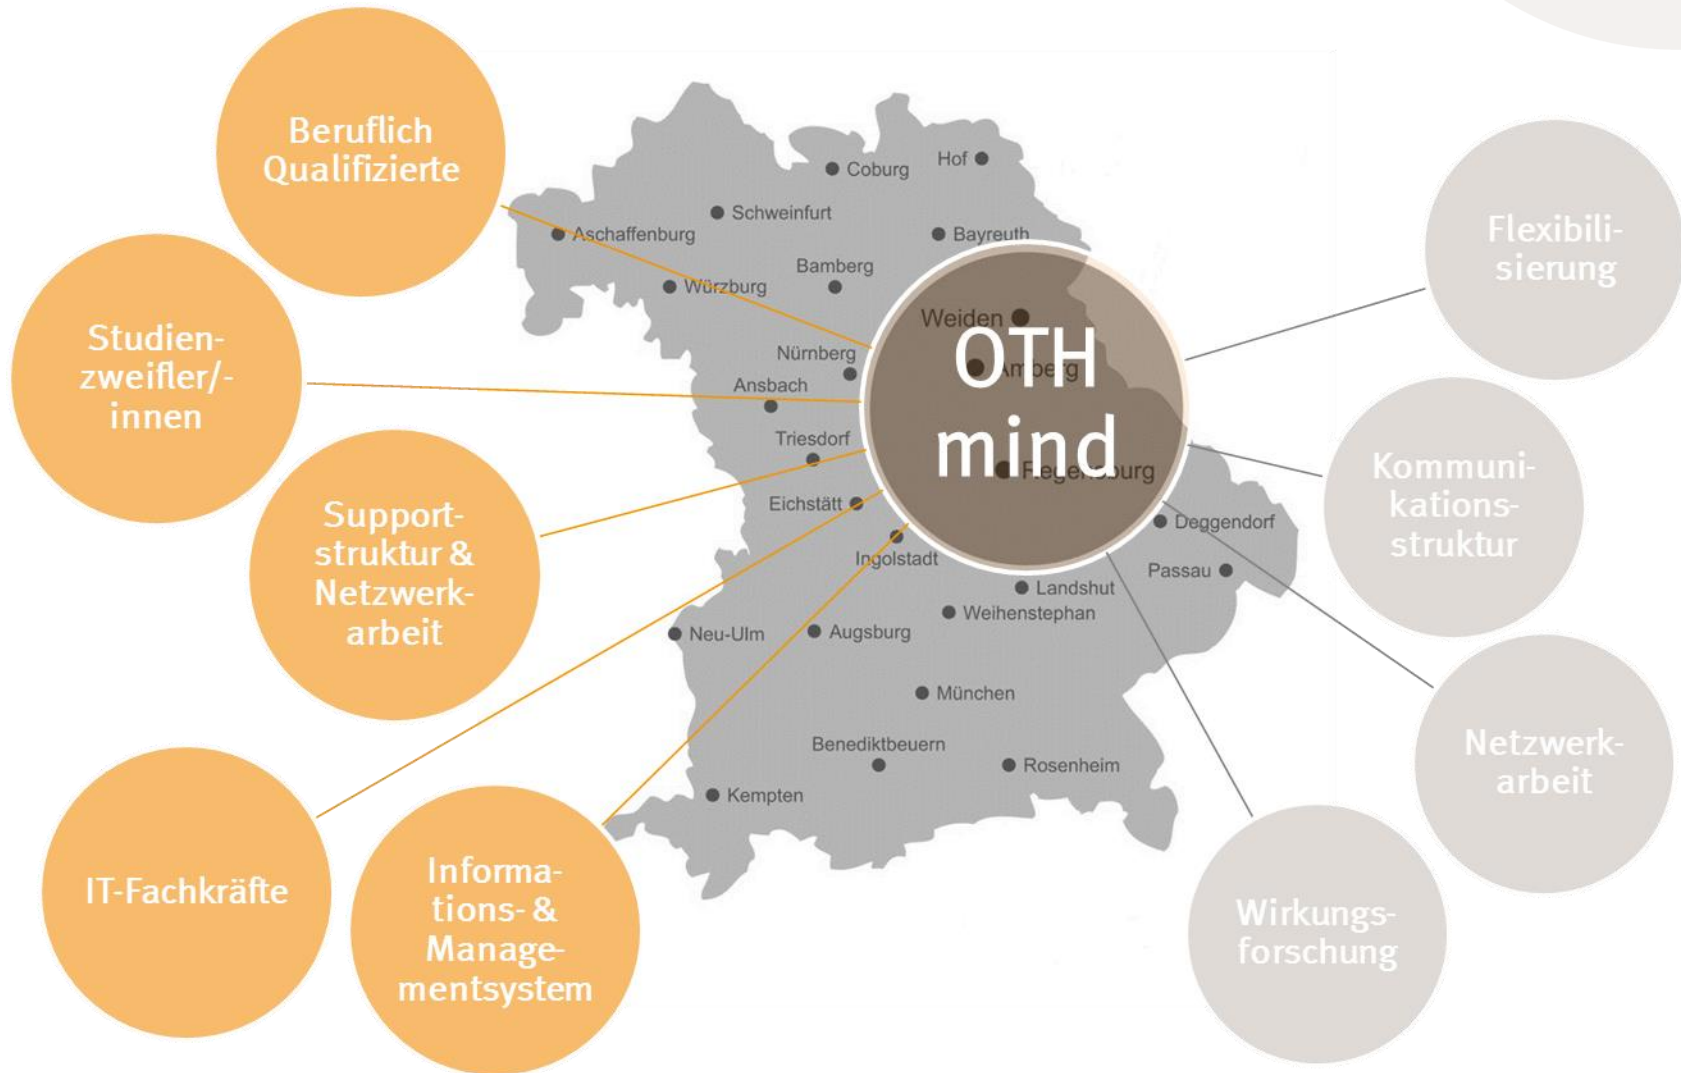 Beruflich
Qualifizierte
Studien-
zweifler/-
innen
Support-
struktur &
Netzwerk-
arbeit
IT-Fachkräfte
Informa-
tions- &
Manage-
mentsystem
Coburg
Hof
Schweinfurt
Aschaffenburg
Bayreuth
Bamberg
Würzburg
Weiden
Nürnberg
Amberg
Ansbach
OTH
mind
Triesdorf
Regensburg
Eichstätt
Deggendorf
Ingolstadt
Passau
Landshut
Weihenstephan
Neu-Ulm
Augsburg
München
Benediktbeuern
Rosenheim
Kempten
Flexibili-
sierung
Kommuni-
kations-
struktur
Netzwerk-
arbeit
Wirkungs-
forschung